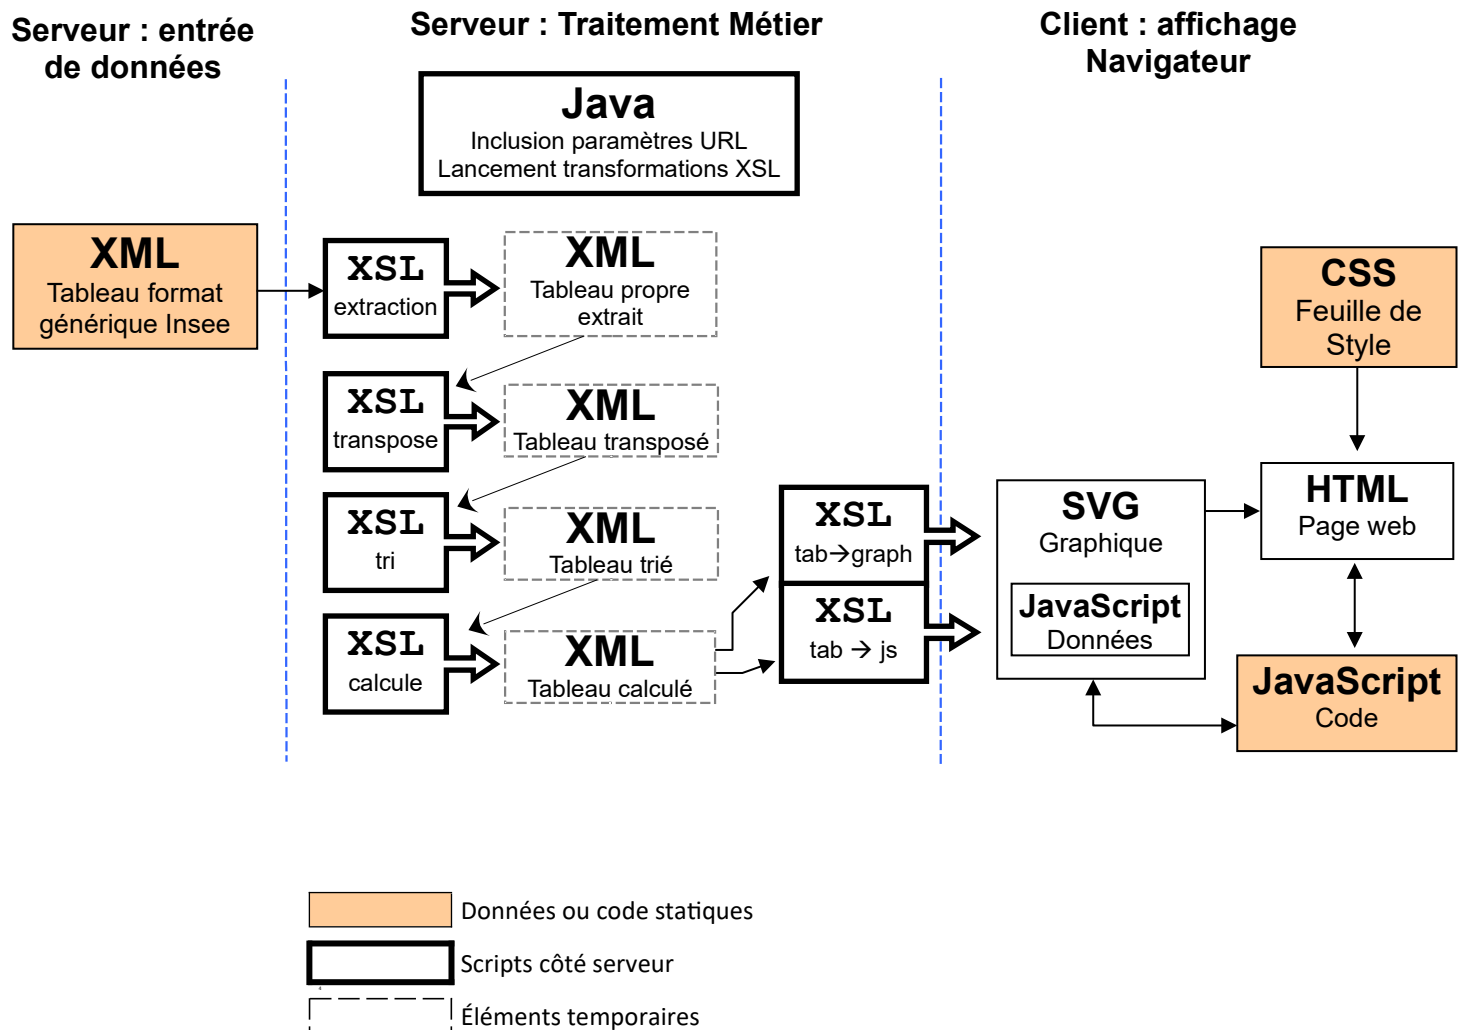 Serveur : entrée
de données
Serveur : Traitement Métier
Client : affichage
Navigateur
Java
Inclusion paramètres URL
Lancement transformations XSL
XML
Tableau format
générique Insee
XSL
extraction
XML
Tableau propre
extrait
XSL
transpose
XML
Tableau transposé
XSL
tri
XML
Tableau trié
XSL
calcule
XML
Tableau calculé
XSL
tab→graph
XSL
tab → js
SVG
Graphique
JavaScript
Données
CSS
Feuille de
Style
HTML
Page web
JavaScript
Code
Données ou code statiques
Scripts côté serveur
Éléments temporaires